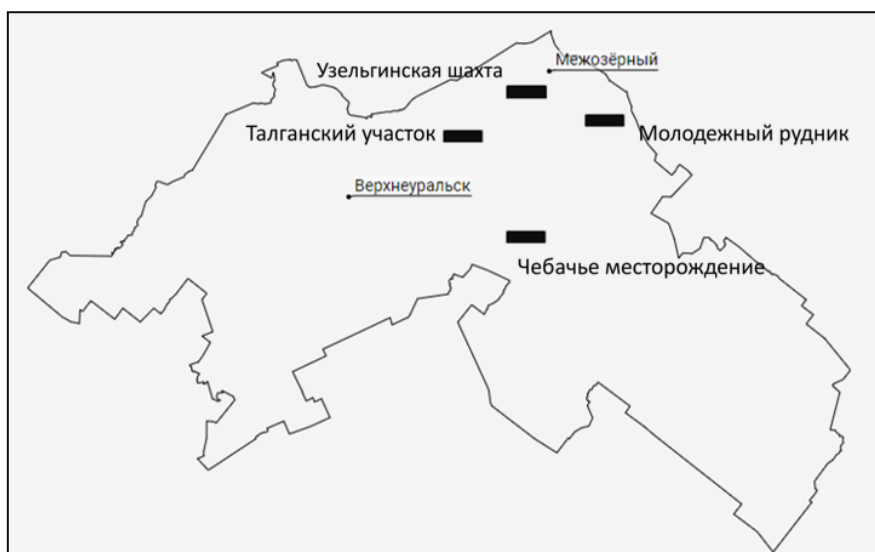 Межозёрный
Узельгинская шахта
Талганский участок
Молодежный рудник
Верхнеуральск
Чебачье месторождение